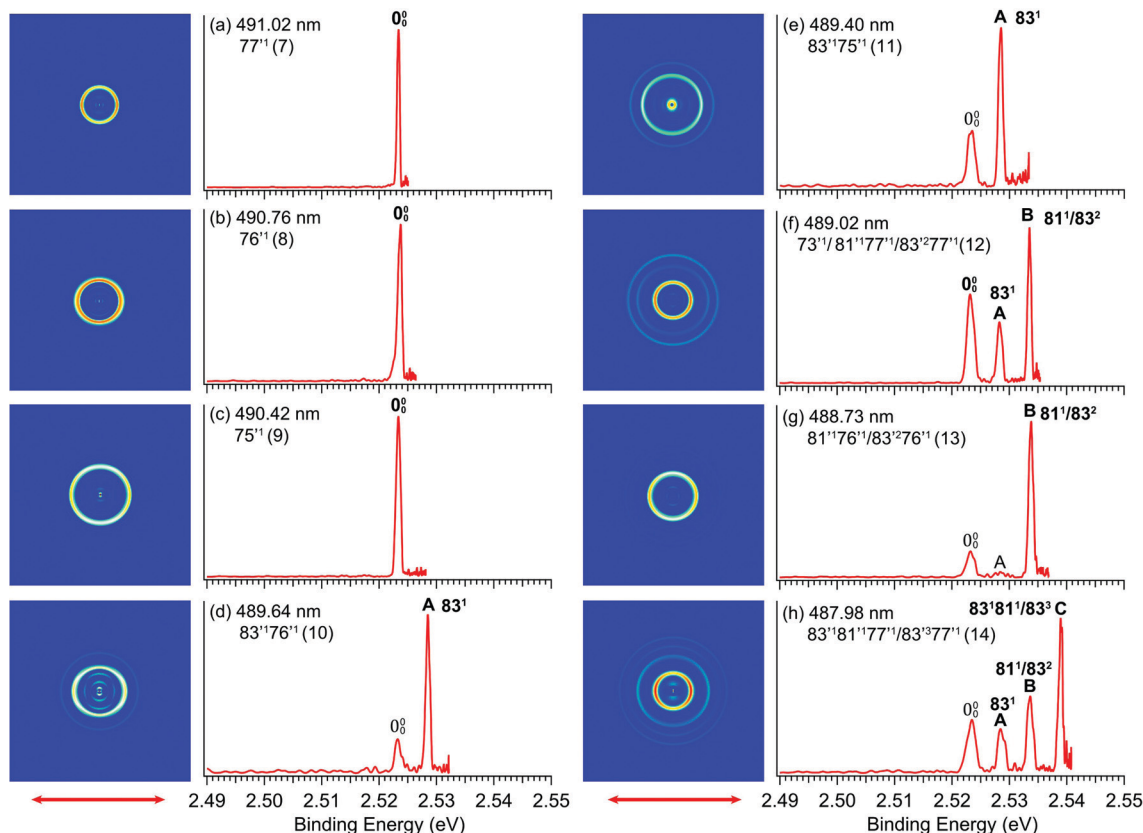 (a) 491.02 nm
77'¹ (7)
0⁰₀
(b) 490.76 nm
76'¹ (8)
0⁰₀
(c) 490.42 nm
75'¹ (9)
0⁰₀
(d) 489.64 nm
83'¹76'¹ (10)
A 83¹
0⁰₀
2.49 2.50 2.51 2.52 2.53 2.54 2.55
Binding Energy (eV)
(e) 489.40 nm
83'¹75'¹ (11)
A 83¹
0⁰₀
(f) 489.02 nm
73'¹/ 81'¹77'¹/83'²77'¹(12)
B 81¹/83²
0⁰₀
83¹
A
(g) 488.73 nm
81'¹76'¹/83'²76'¹ (13)
B 81¹/83²
0⁰₀
A
(h) 487.98 nm
83'¹81'¹77'¹/83'³77'¹ (14)
83¹81¹/83³ C
81¹/83²
B
0⁰₀
83¹
A
2.49 2.50 2.51 2.52 2.53 2.54 2.55
Binding Energy (eV)